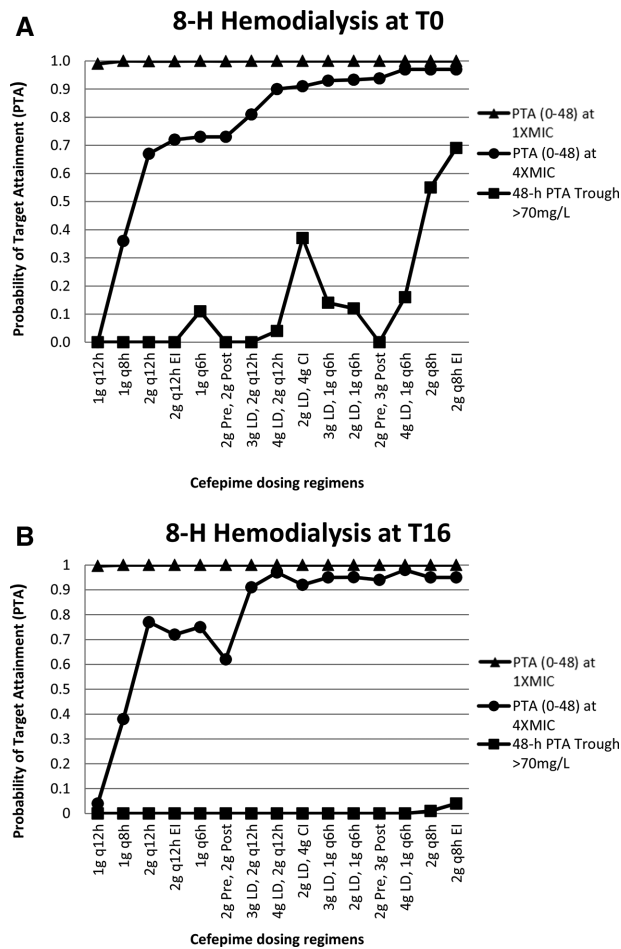 A
8-H Hemodialysis at T0
Probability of Target Attainment (PTA)
1.0
0.9
0.8
0.7
0.6
0.5
0.4
0.3
0.2
0.1
0.0
1g q12h
1g q8h
2g q12h
2g q12h EI
1g q6h
2g Pre, 2g Post
3g LD, 2g q12h
4g LD, 2g q12h
2g LD, 4g CI
3g LD, 1g q6h
2g LD, 1g q6h
2g Pre, 3g Post
4g LD, 1g q6h
2g q8h
2g q8h EI
Cefepime dosing regimens
PTA (0-48) at
1XMIC
PTA (0-48) at
4XMIC
48-h PTA Trough
>70mg/L
B
8-H Hemodialysis at T16
Probability of Target Attainment (PTA)
1
0.9
0.8
0.7
0.6
0.5
0.4
0.3
0.2
0.1
0
1g q12h
1g q8h
2g q12h
2g q12h EI
1g q6h
2g Pre, 2g Post
3g LD, 2g q12h
4g LD, 2g q12h
2g LD, 4g CI
3g LD, 1g q6h
2g LD, 1g q6h
2g Pre, 3g Post
4g LD, 1g q6h
2g q8h
2g q8h EI
Cefepime dosing regimens
PTA (0-48) at
1XMIC
PTA (0-48) at
4XMIC
48-h PTA Trough
>70mg/L